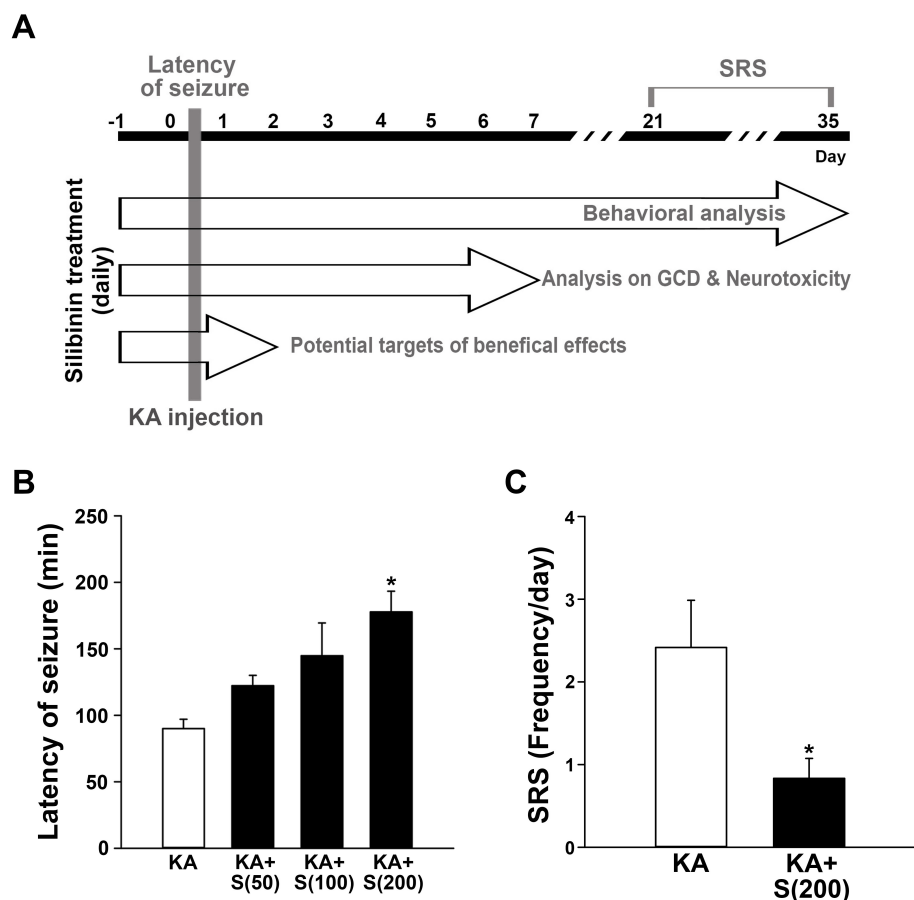 A
Latency
of seizure
SRS
-1 0 1 2 3 4 5 6 7 21 35
Day
Silibinin treatment
(daily)
Behavioral analysis
Analysis on GCD & Neurotoxicity
Potential targets of benefical effects
KA injection
B
Latency of seizure (min)
250
200
150
100
50
0
*
KA
KA+
S(50)
KA+
S(100)
KA+
S(200)
C
SRS (Frequency/day)
4
3
2
1
0
*
KA
KA+
S(200)